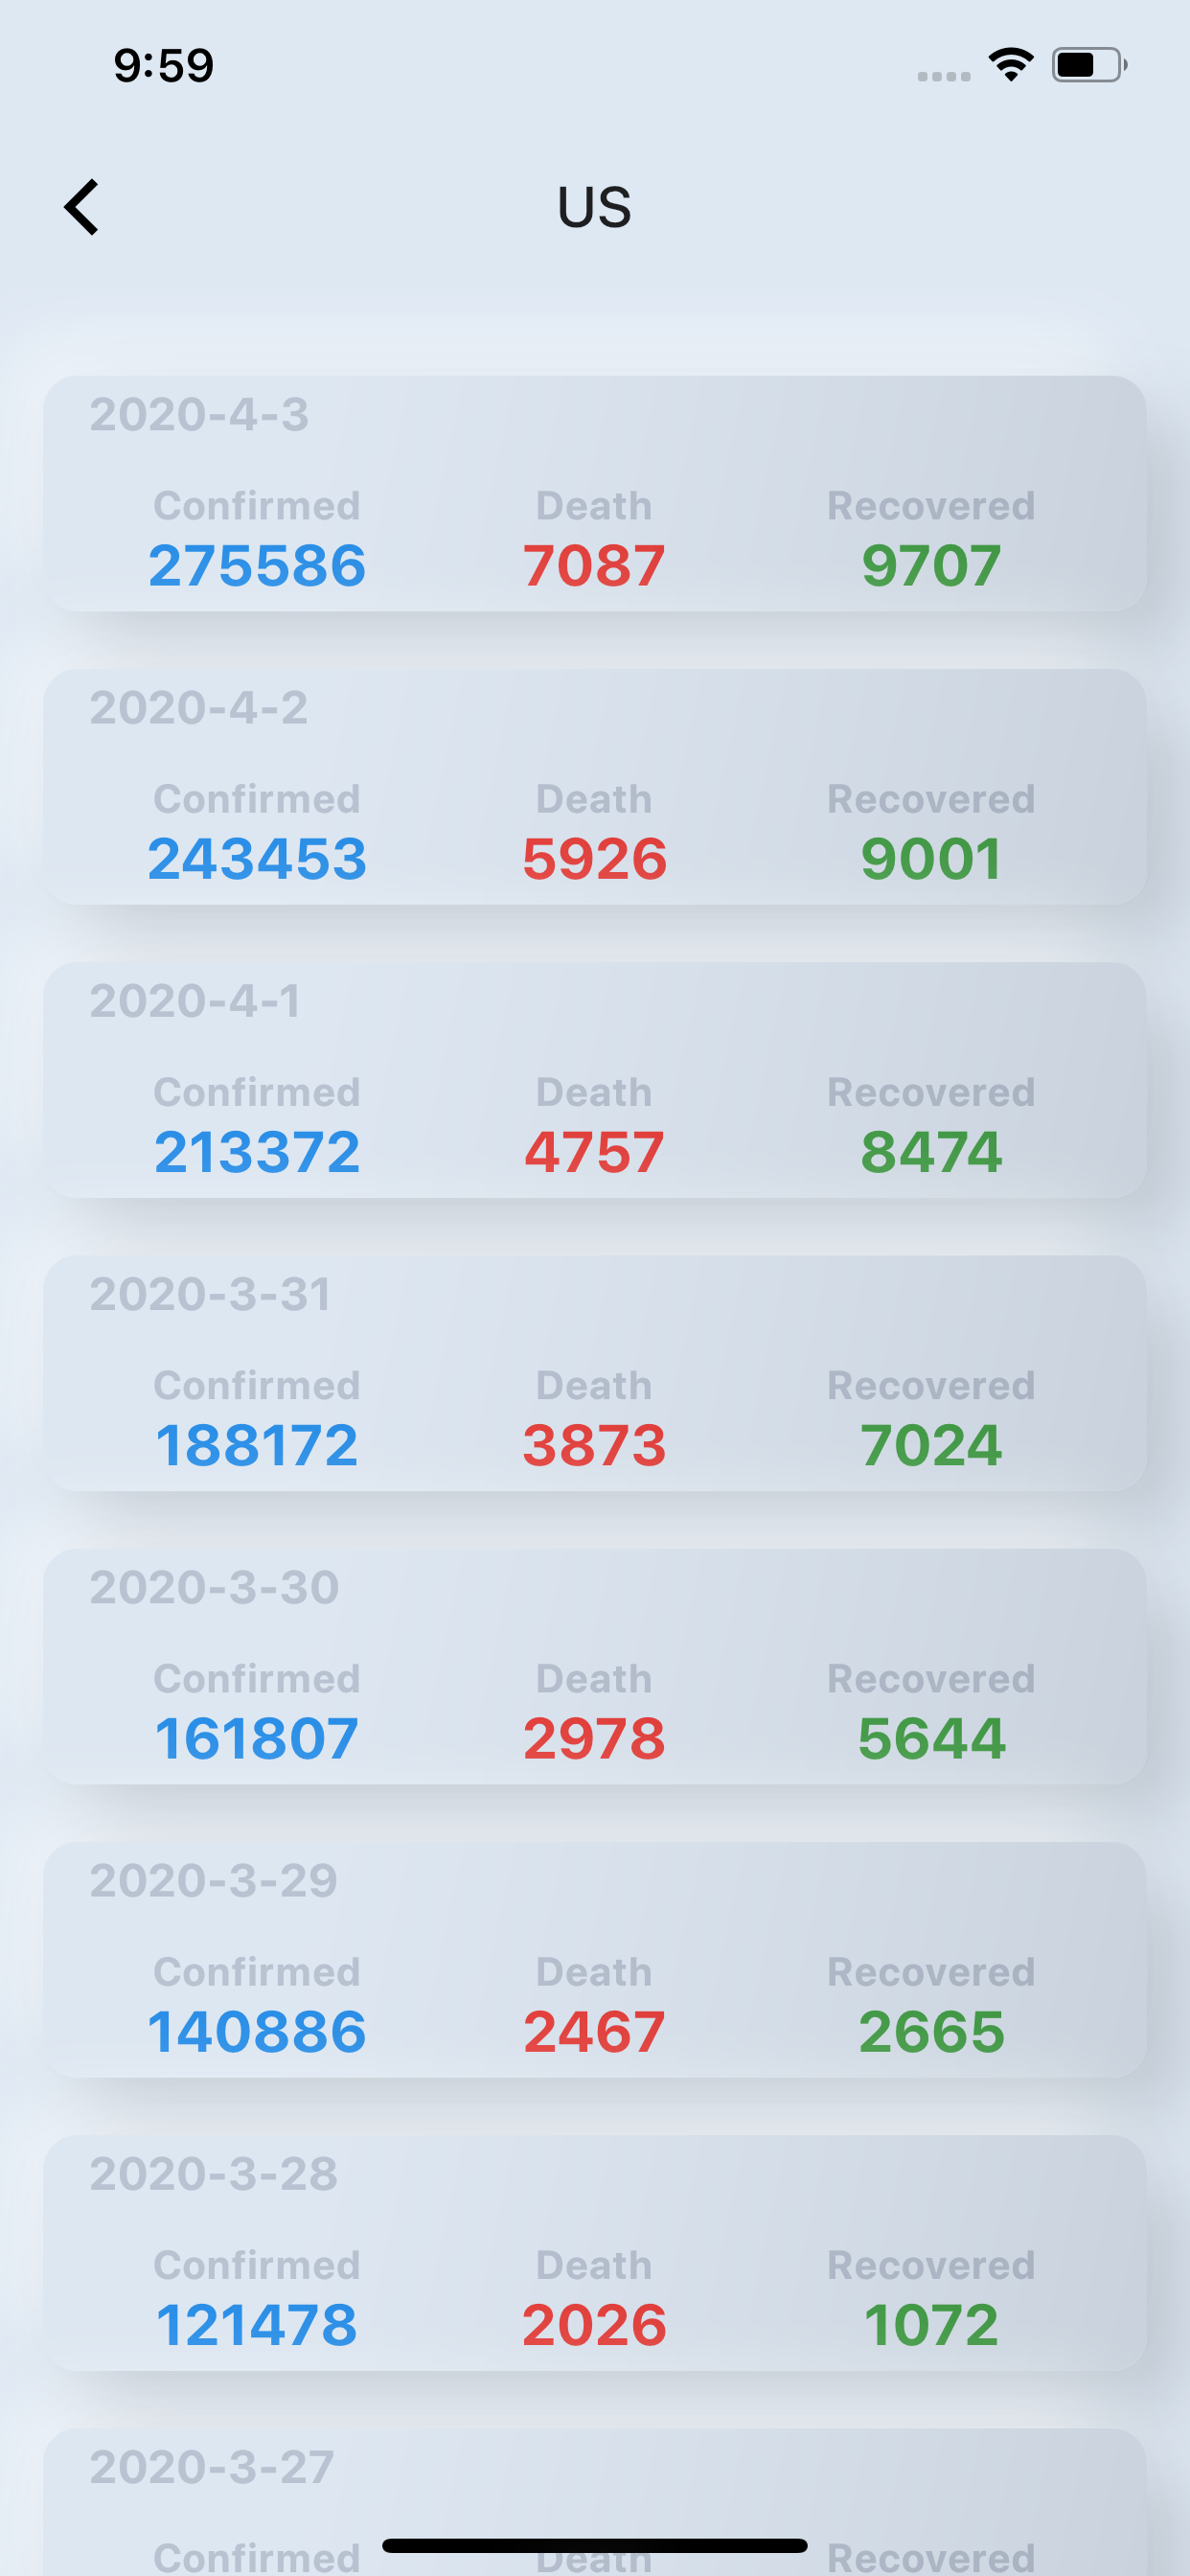 9:59
US
2020-4-3
Confirmed Death Recovered
275586 7087 9707
2020-4-2
Confirmed Death Recovered
243453 5926 9001
2020-4-1
Confirmed Death Recovered
213372 4757 8474
2020-3-31
Confirmed Death Recovered
188172 3873 7024
2020-3-30
Confirmed Death Recovered
161807 2978 5644
2020-3-29
Confirmed Death Recovered
140886 2467 2665
2020-3-28
Confirmed Death Recovered
121478 2026 1072
2020-3-27
Confirmed Death Recovered